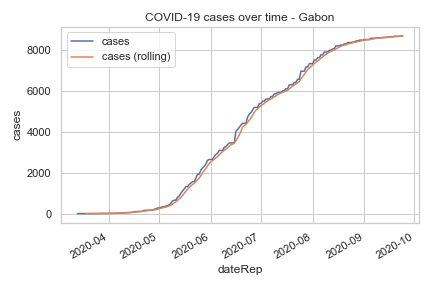 COVID-19 cases over time - Gabon
cases
cases (rolling)
8000
6000
4000
2000
0
cases
2020-04
2020-05
2020-06
2020-07
2020-08
2020-09
2020-10
dateRep